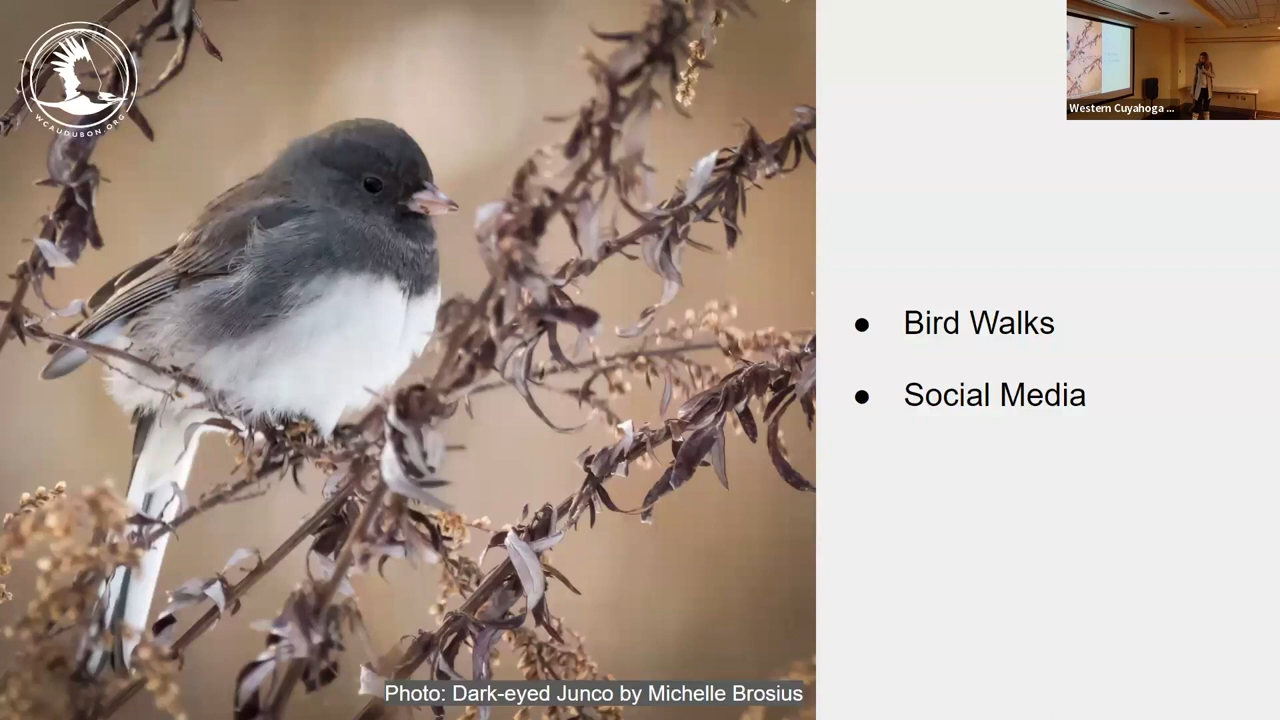 WCAUDUBON.ORG
Western Cuyahoga ...
● Bird Walks
● Social Media
Photo: Dark-eyed Junco by Michelle Brosius